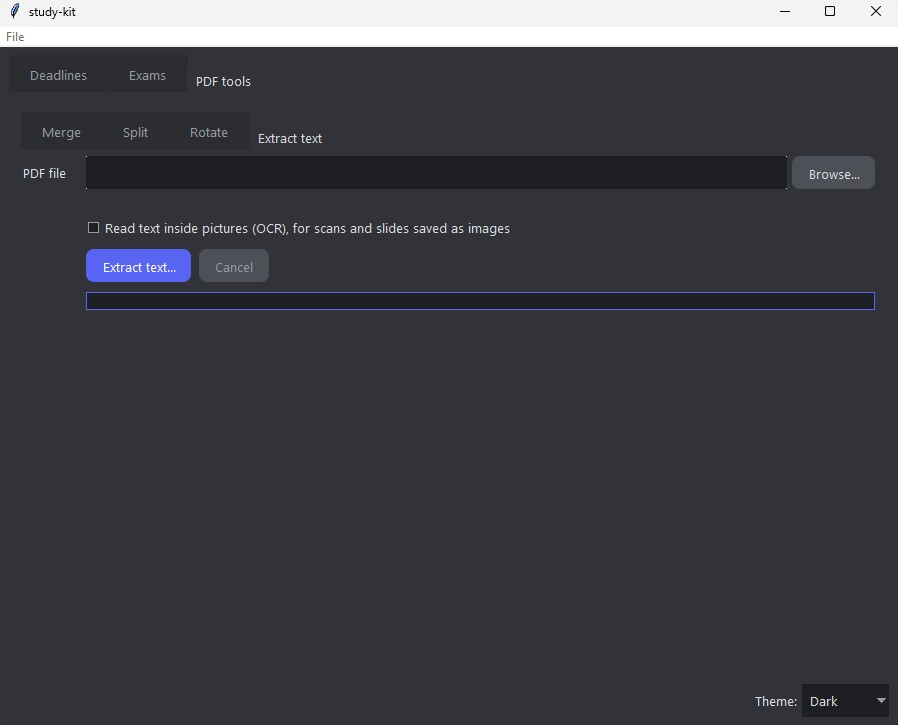 study-kit
File
Deadlines Exams PDF tools
Merge Split Rotate Extract text
PDF file Browse...
Read text inside pictures (OCR), for scans and slides saved as images
Extract text... Cancel
Theme: Dark